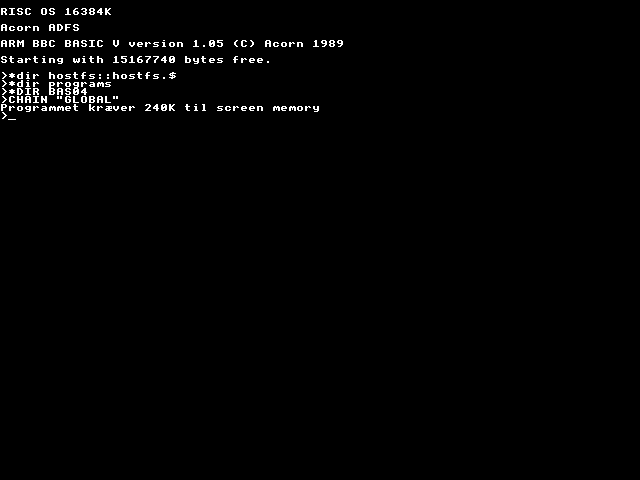 RISC OS 16384K
Acorn ADFS
ARM BBC BASIC V version 1.05 (C) Acorn 1989
Starting with 15167740 bytes free.
>*dir hostfs::hostfs.$
>*dir programs
>*DIR BAS04
>CHAIN "GLOBAL"
Programmet kræver 240K til screen memory
>_